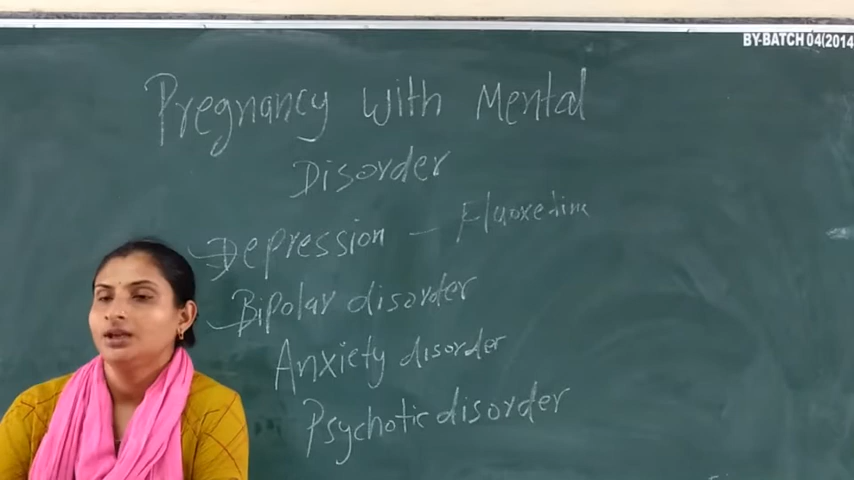 BY-BATCH 04(2014
Pregnancy with Mental
Disorder
Depression - Fluoxetine
Bipolar disorder
Anxiety disorder
Psychotic disorder